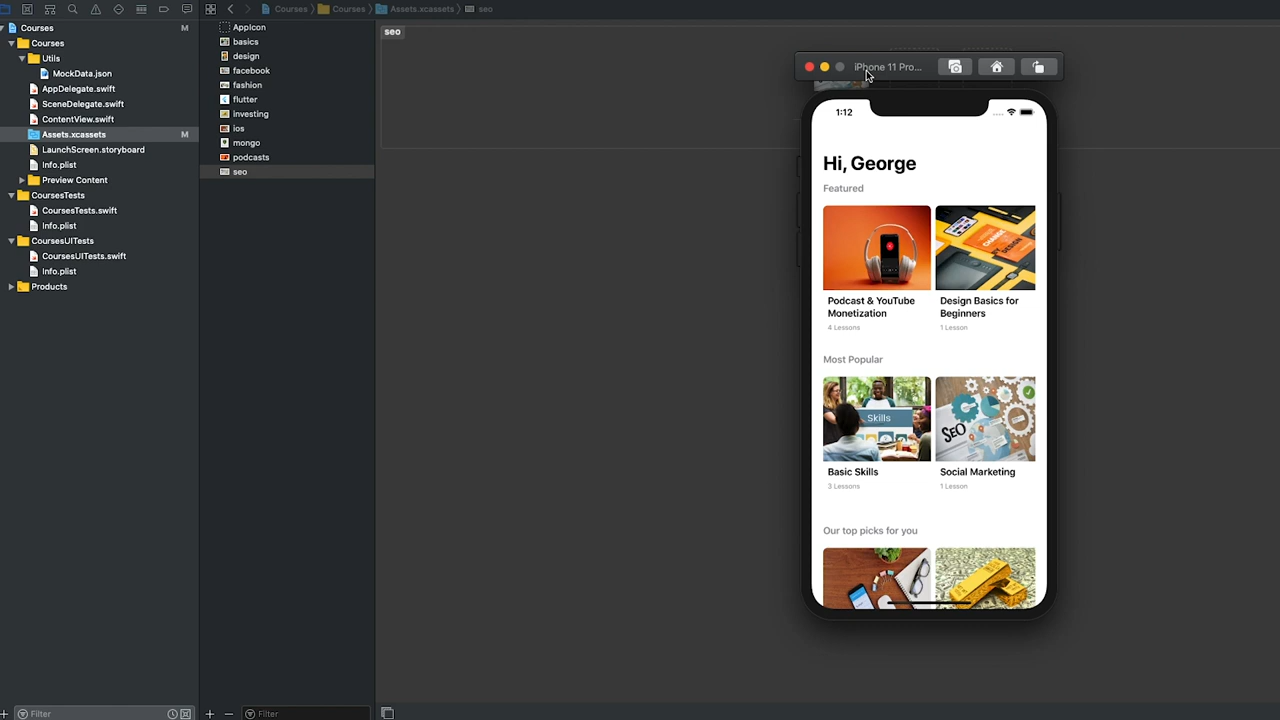 Courses 〉 Courses 〉 Assets.xcassets 〉 seo
Courses M
Courses
Utils
MockData.json
AppDelegate.swift
SceneDelegate.swift
ContentView.swift
Assets.xcassets M
LaunchScreen.storyboard
Info.plist
Preview Content
CoursesTests
CoursesTests.swift
Info.plist
CoursesUITests
CoursesUITests.swift
Info.plist
Products
Filter
AppIcon
basics
design
facebook
fashion
flutter
investing
ios
mongo
podcasts
seo
Filter
seo
iPhone 11 Pro...
1:12
Hi, George
Featured
CHANGE
BY
DESIGN
Podcast & YouTube
Monetization
4 Lessons
Design Basics for
Beginners
1 Lesson
Most Popular
Skills
Basic Skills
3 Lessons
SEO
Social Marketing
1 Lesson
Our top picks for you